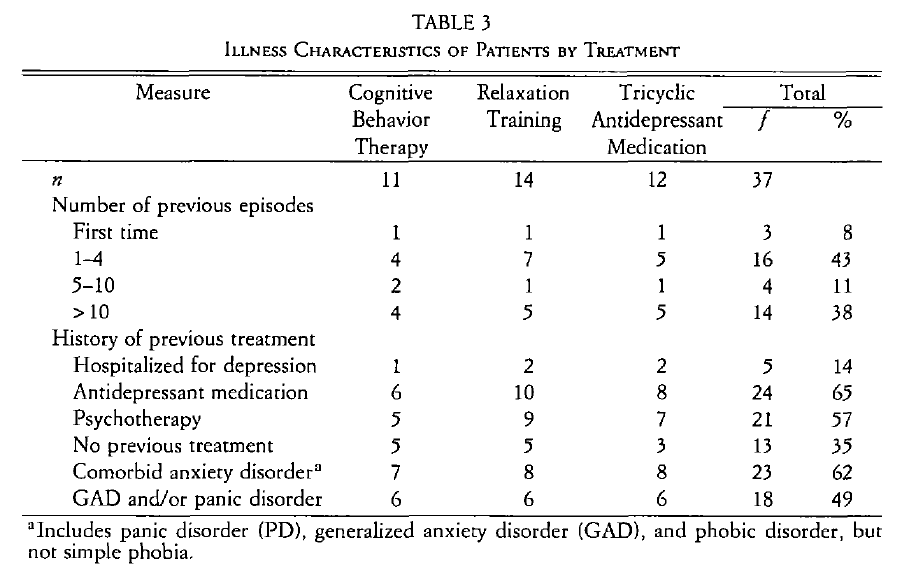 TABLE 3
ILLNESS CHARACTERISTICS OF PATIENTS BY TREATMENT
Measure Cognitive Relaxation Tricyclic Total
Behavior Training Antidepressant f %
Therapy Medication
n 11 14 12 37
Number of previous episodes
First time 1 1 1 3 8
1–4 4 7 5 16 43
5–10 2 1 1 4 11
>10 4 5 5 14 38
History of previous treatment
Hospitalized for depression 1 2 2 5 14
Antidepressant medication 6 10 8 24 65
Psychotherapy 5 9 7 21 57
No previous treatment 5 5 3 13 35
Comorbid anxiety disorderª 7 8 8 23 62
GAD and/or panic disorder 6 6 6 18 49
ªIncludes panic disorder (PD), generalized anxiety disorder (GAD), and phobic disorder, but
not simple phobia.